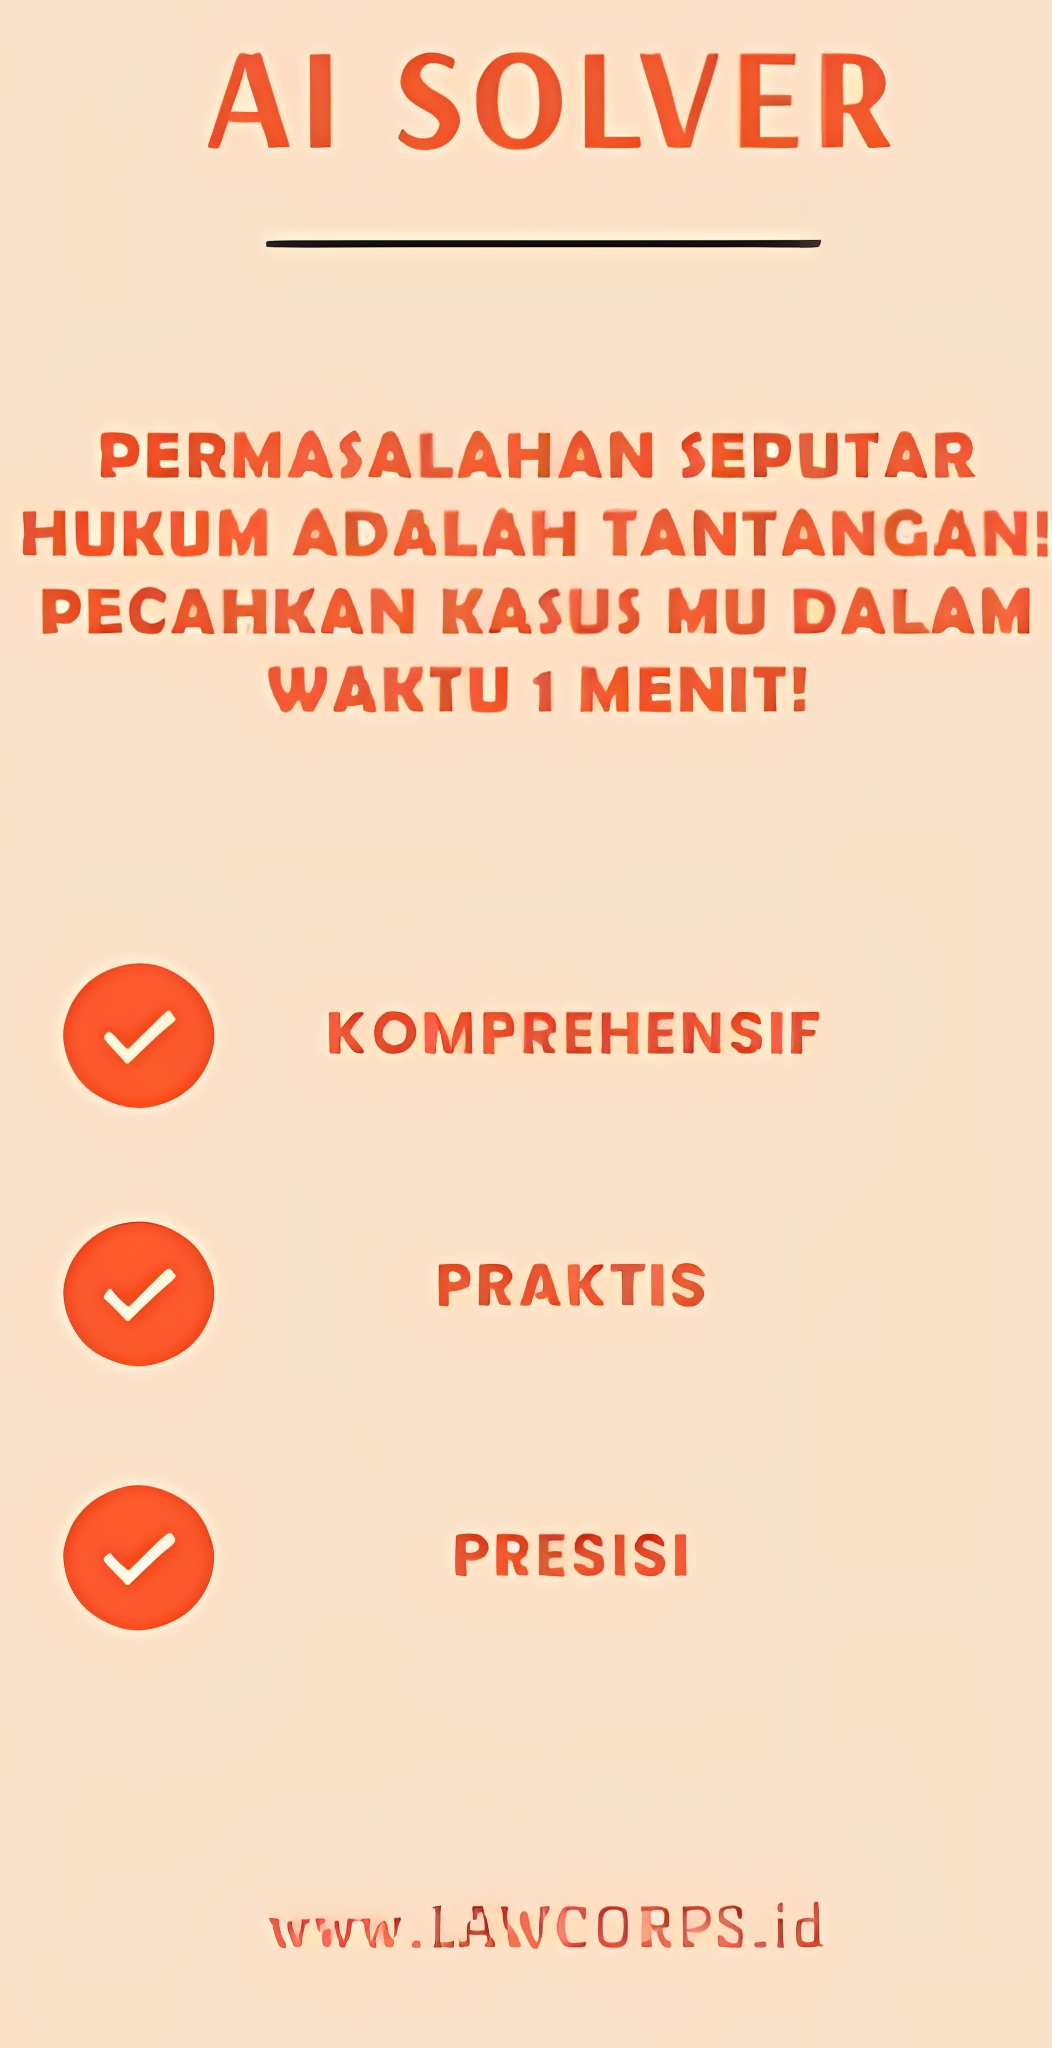 AI SOLVER
PERMASALAHAN SEPUTAR
HUKUM ADALAH TANTANGAN!
PECAHKAN KASUS MU DALAM
WAKTU 1 MENIT!
KOMPREHENSIF
PRAKTIS
PRESISI
www.LAWCORPS.id